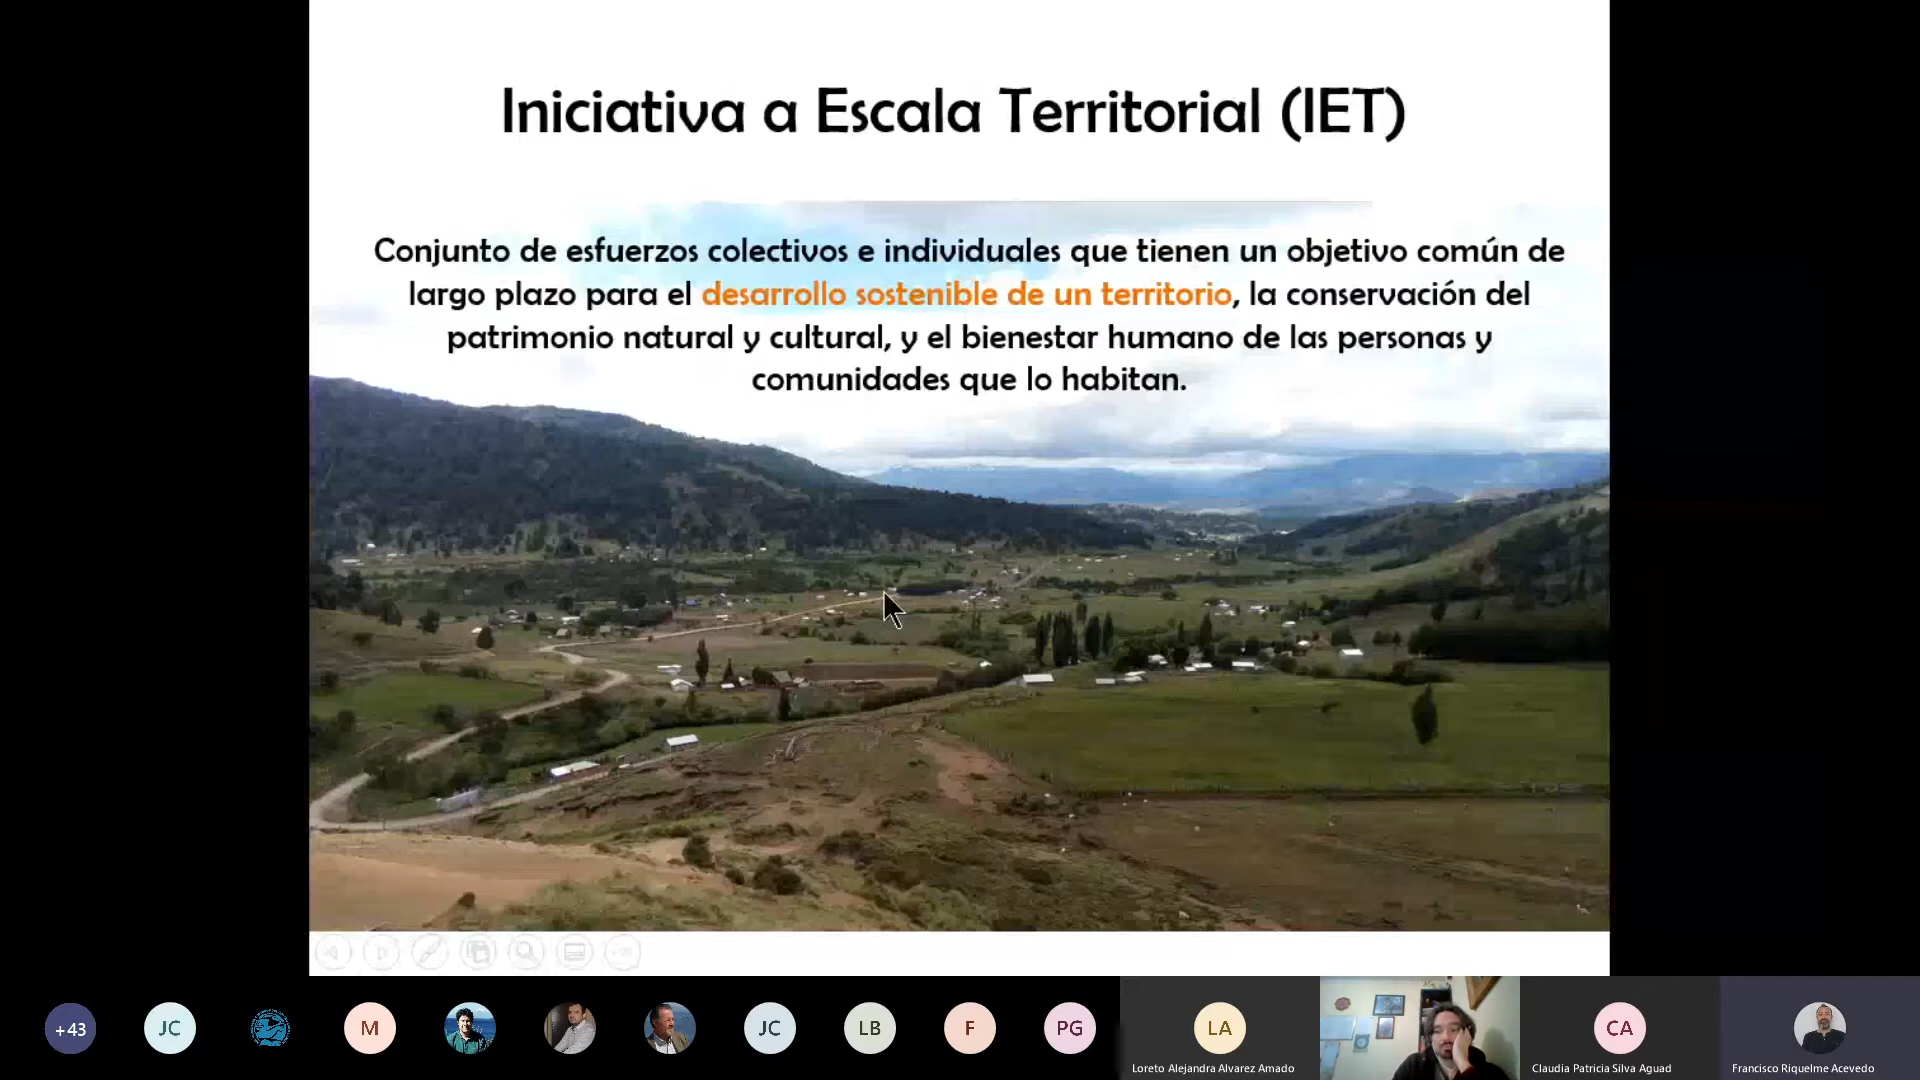 Iniciativa a Escala Territorial (IET)
Conjunto de esfuerzos colectivos e individuales que tienen un objetivo común de
largo plazo para el desarrollo sostenible de un territorio, la conservación del
patrimonio natural y cultural, y el bienestar humano de las personas y
comunidades que lo habitan.
+43
JC
M
JC
LB
F
PG
LA
CA
Loreto Alejandra Alvarez Amado
Claudia Patricia Silva Aguad
Francisco Riquelme Acevedo